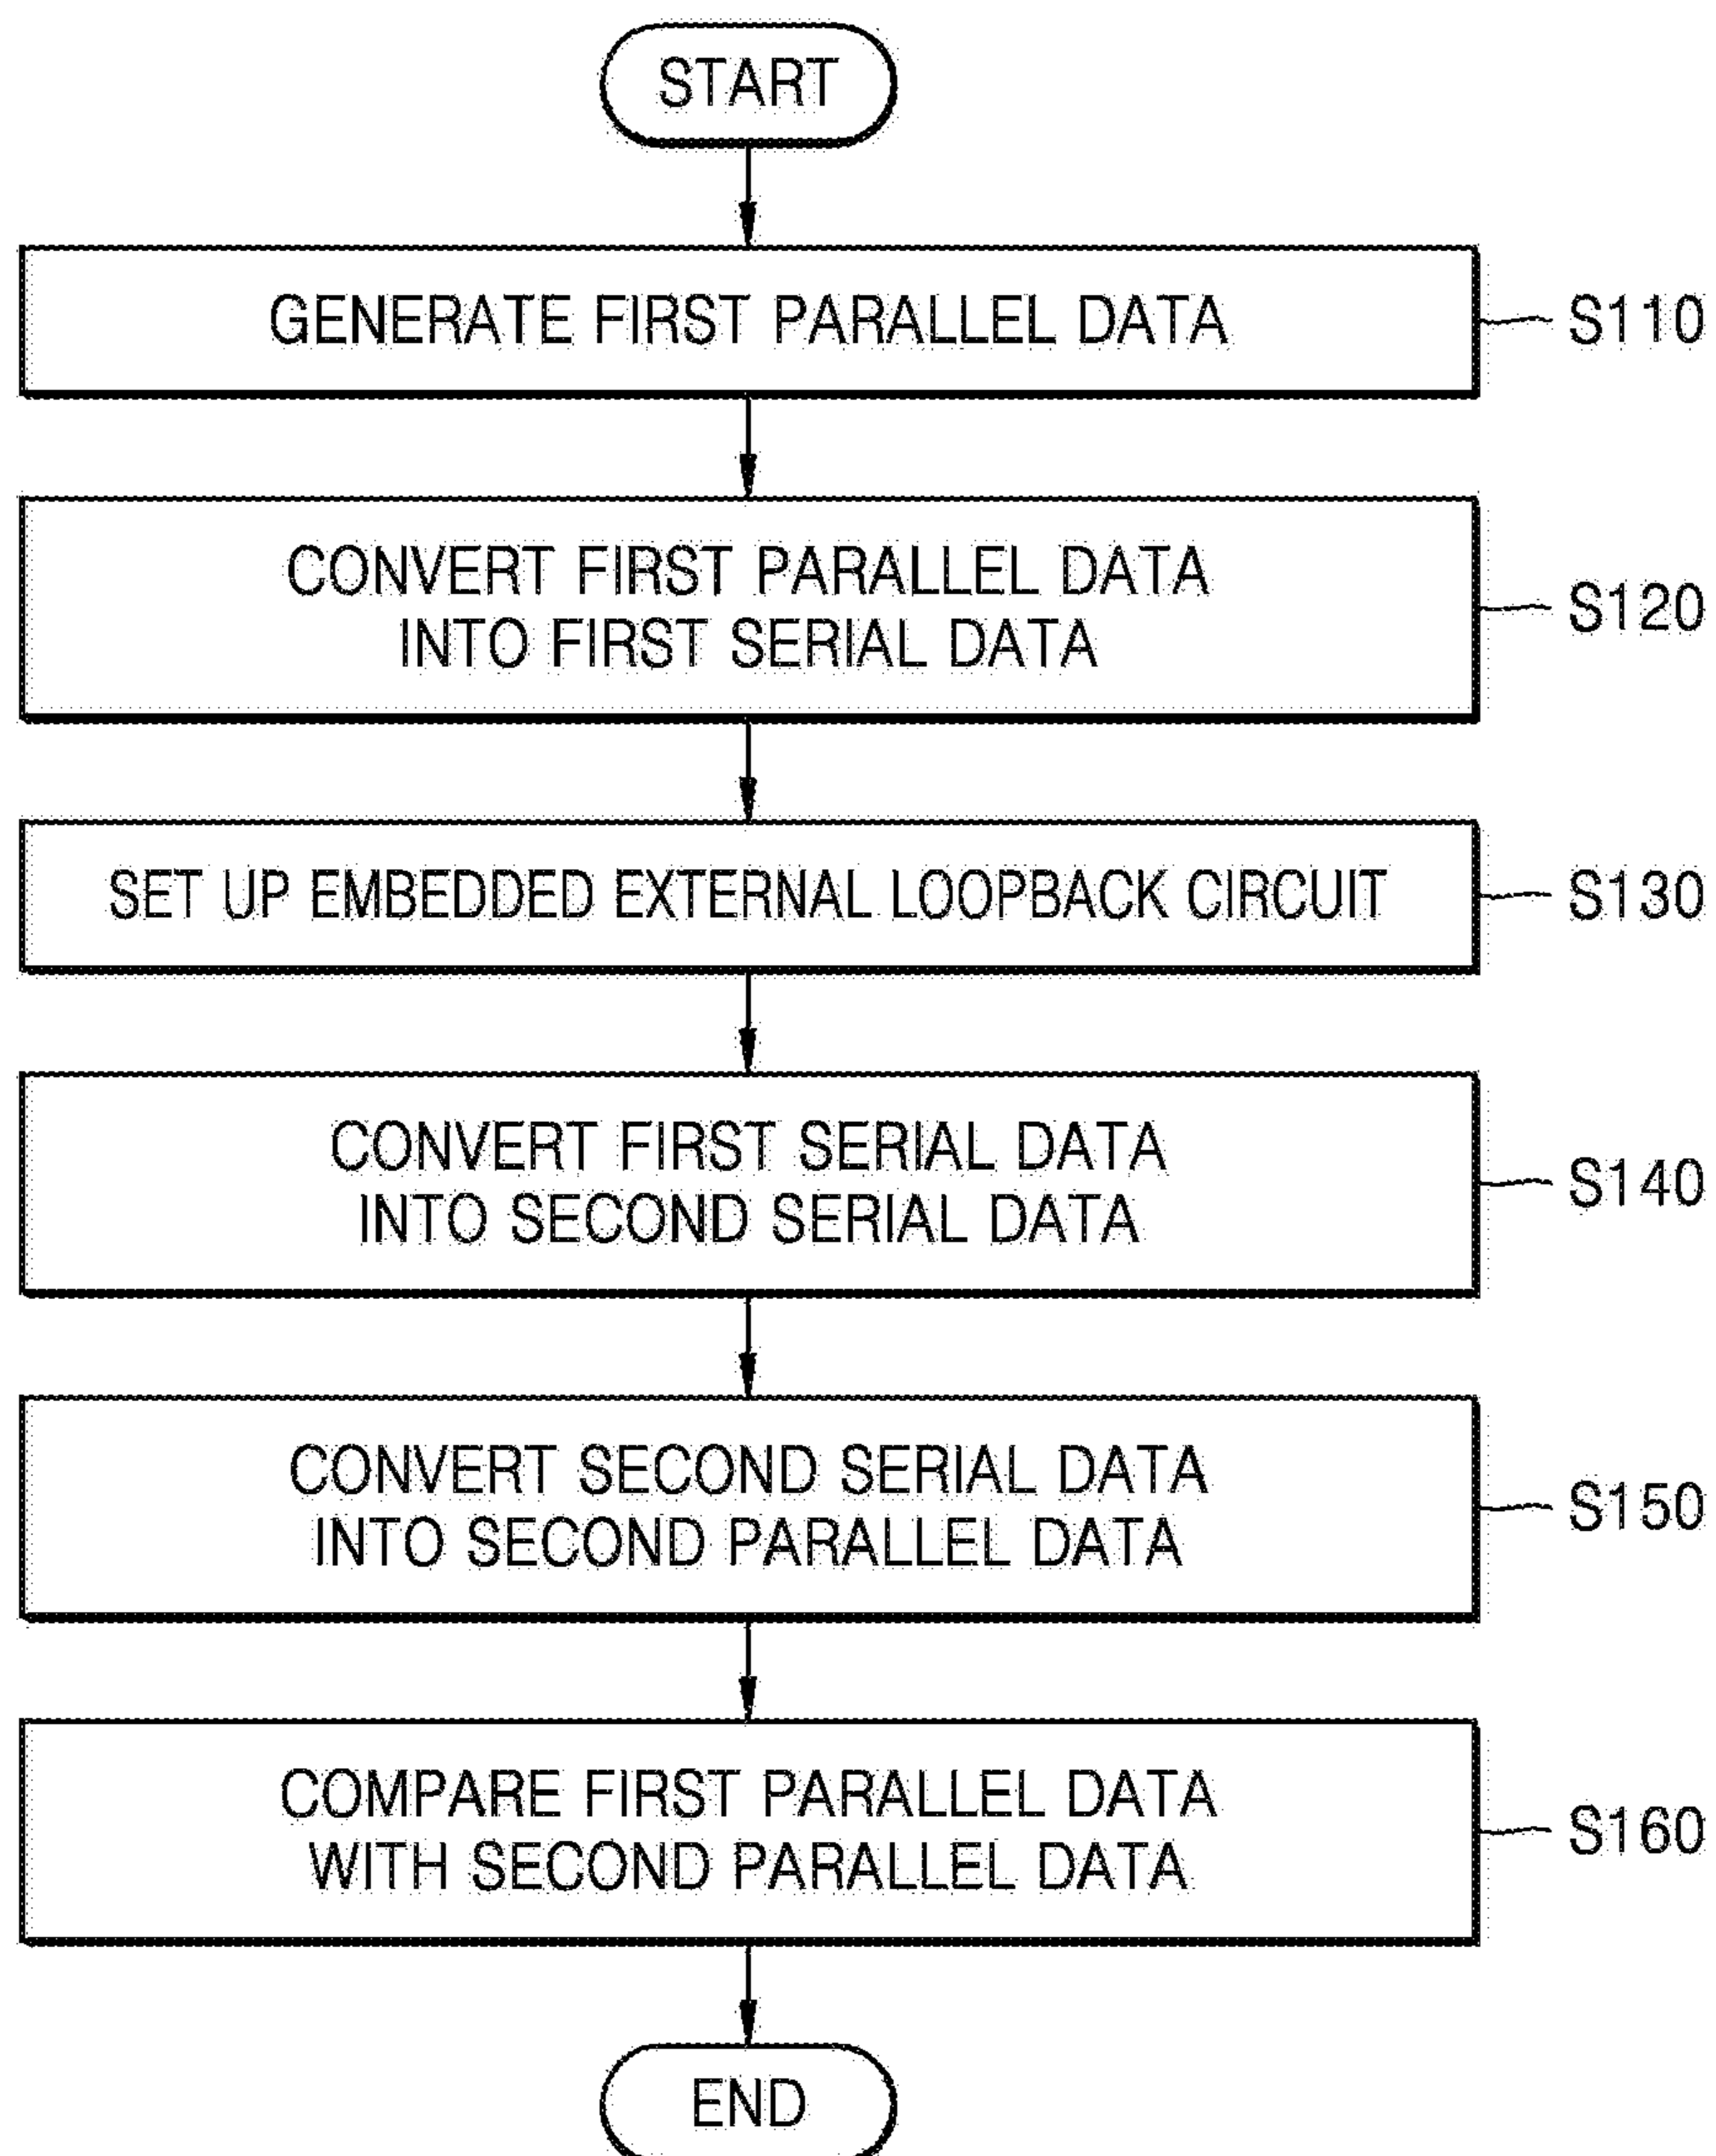 START
GENERATE FIRST PARALLEL DATA
S110
CONVERT FIRST PARALLEL DATA
INTO FIRST SERIAL DATA
S120
SET UP EMBEDDED EXTERNAL LOOPBACK CIRCUIT
S130
CONVERT FIRST SERIAL DATA
INTO SECOND SERIAL DATA
S140
CONVERT SECOND SERIAL DATA
INTO SECOND PARALLEL DATA
S150
COMPARE FIRST PARALLEL DATA
WITH SECOND PARALLEL DATA
S160
END